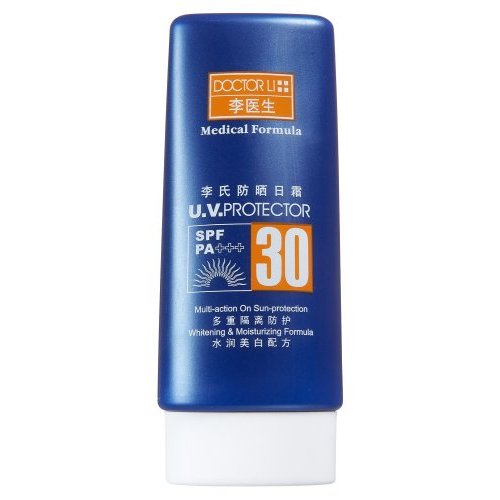 DOCTOR LI
李医生
Medical Formula
李氏防晒日霜
U.V.PROTECTOR
SPF
PA+++
30
Multi-action On Sun-protection
多重隔离防护
Whitening & Moisturizing Formula
水润美白配方